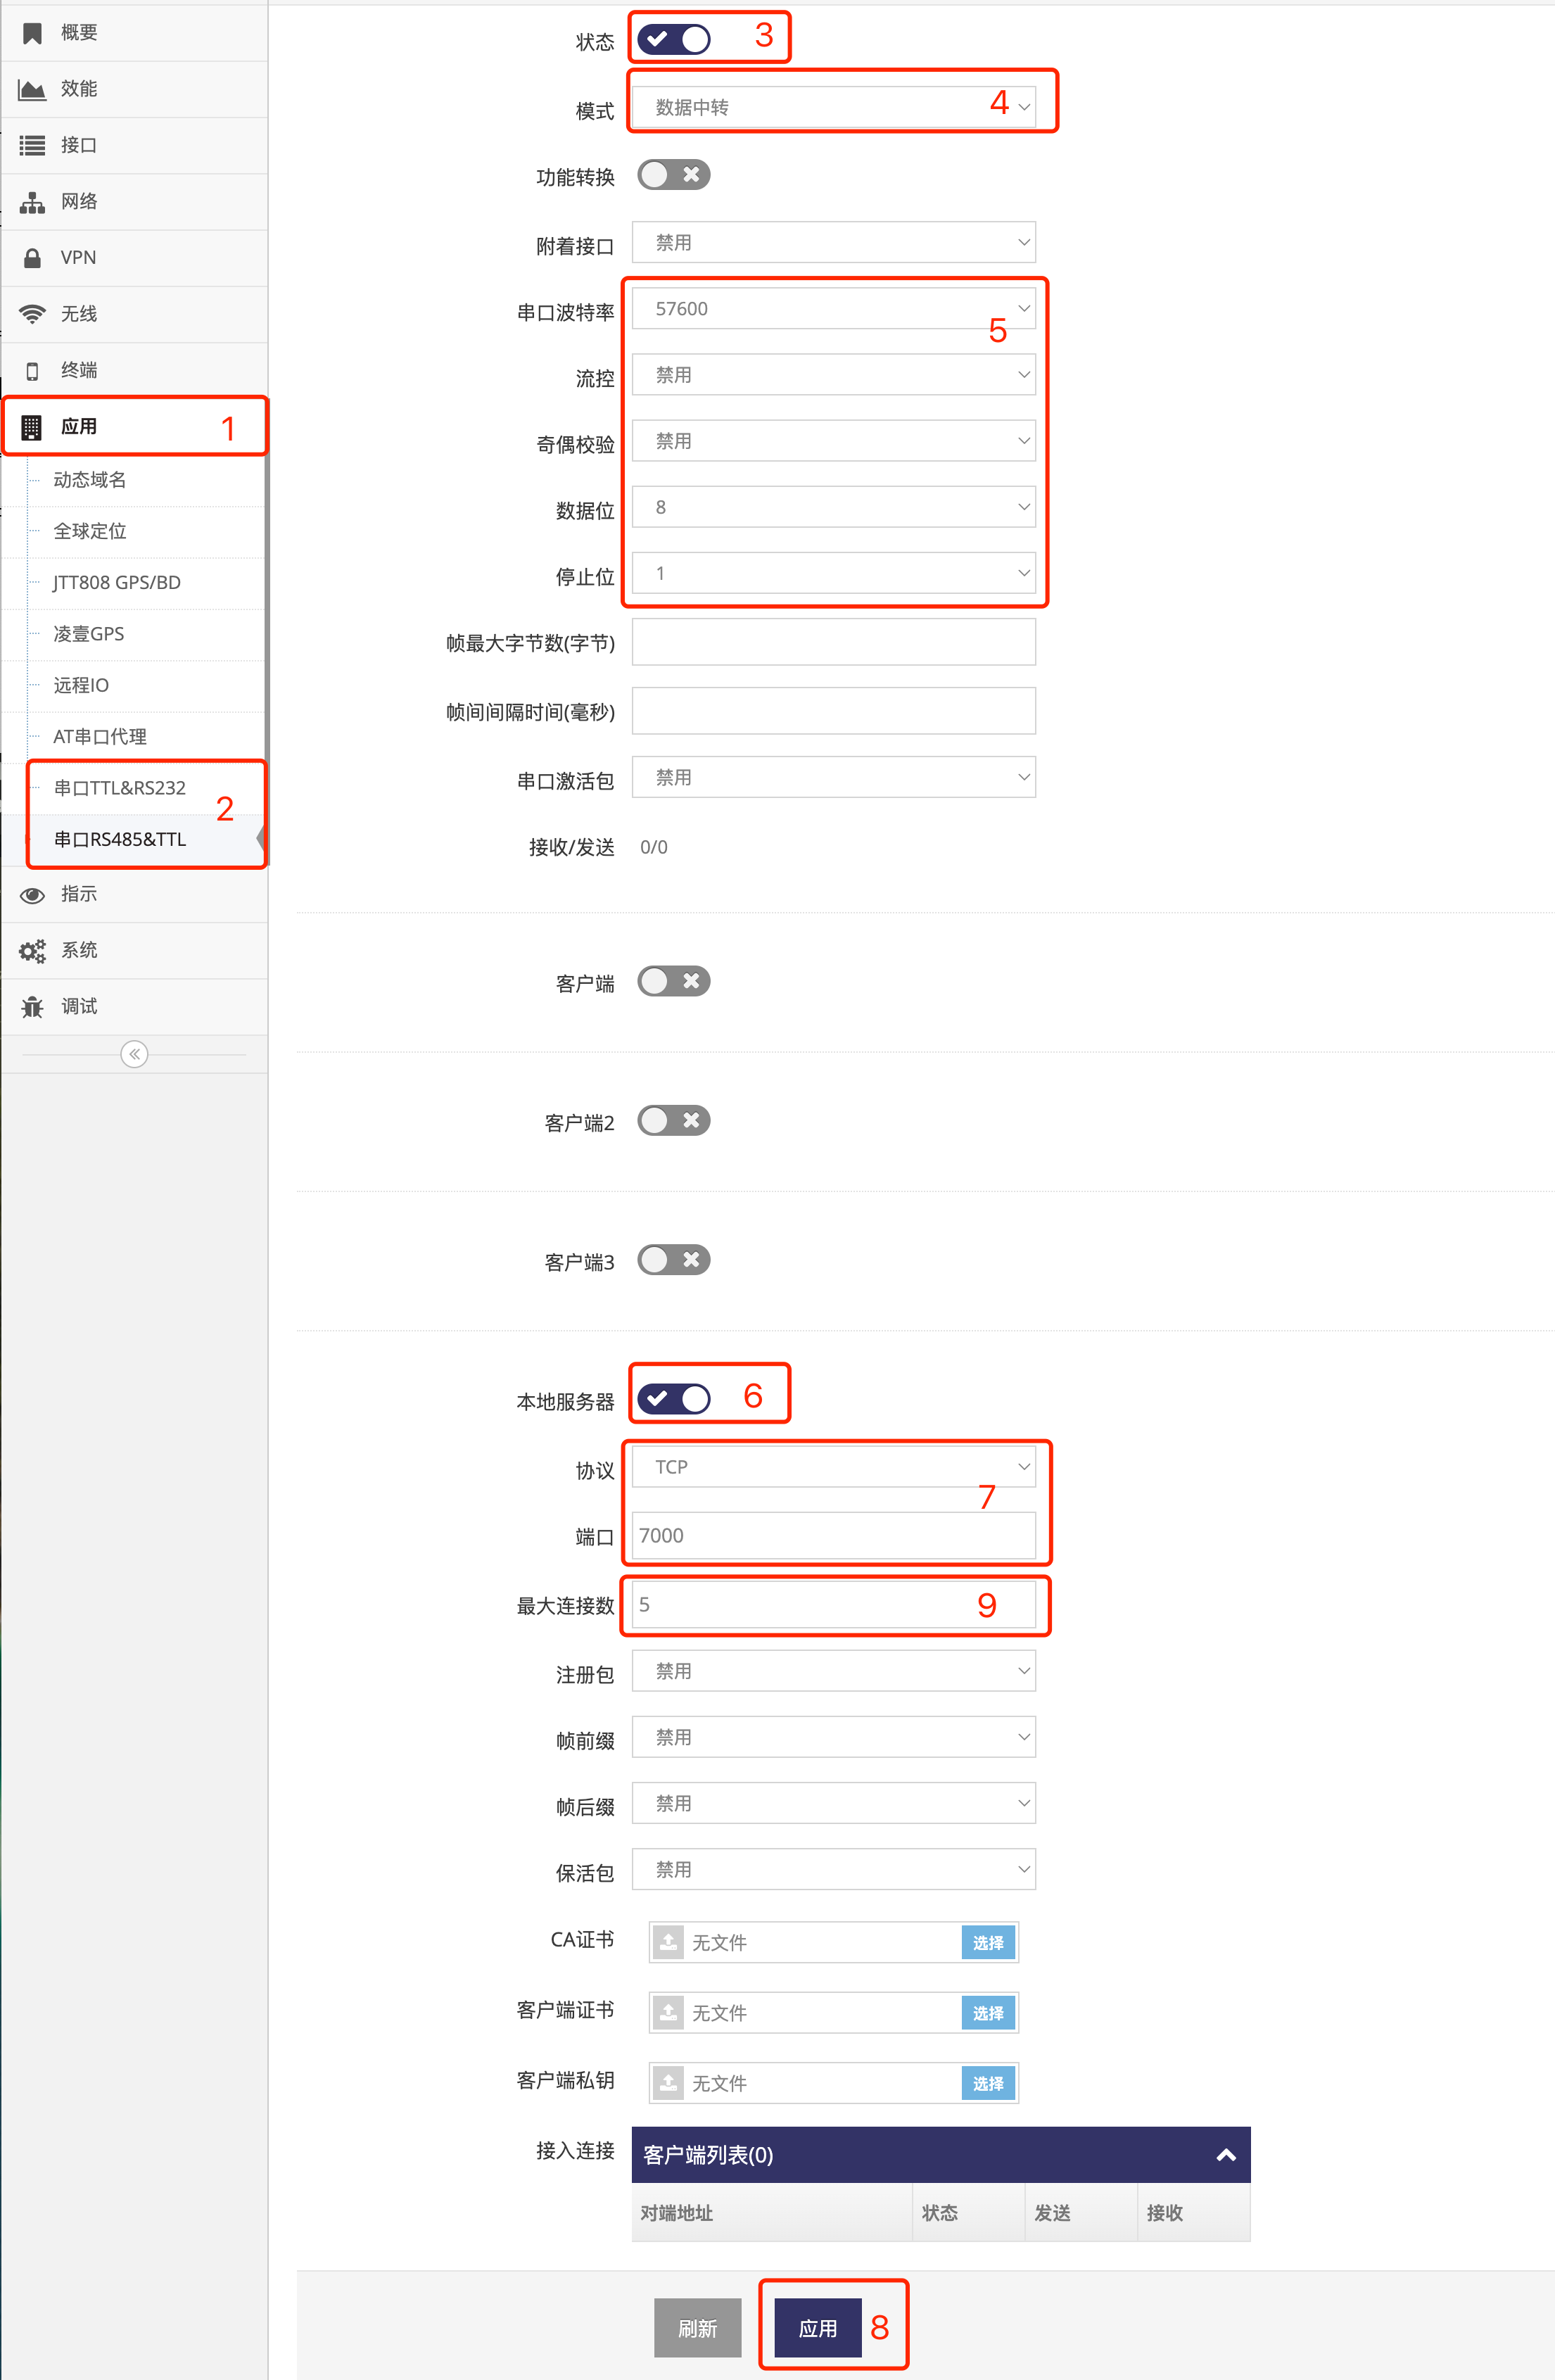 概要
效能
接口
网络
VPN
无线
终端
应用 1
动态域名
全球定位
JTT808 GPS/BD
凌壹GPS
远程IO
AT串口代理
串口TTL&RS232
2
串口RS485&TTL
指示
系统
调试
状态 3
模式 数据中转 4
功能转换
附着接口 禁用
串口波特率 57600
5
流控 禁用
奇偶校验 禁用
数据位 8
停止位 1
帧最大字节数(字节)
帧间间隔时间(毫秒)
串口激活包 禁用
接收/发送 0/0
客户端
客户端2
客户端3
本地服务器 6
协议 TCP
7
端口 7000
最大连接数 5 9
注册包 禁用
帧前缀 禁用
帧后缀 禁用
保活包 禁用
CA证书 无文件 选择
客户端证书 无文件 选择
客户端私钥 无文件 选择
接入连接 客户端列表(0)
对端地址 状态 发送 接收
刷新 应用 8